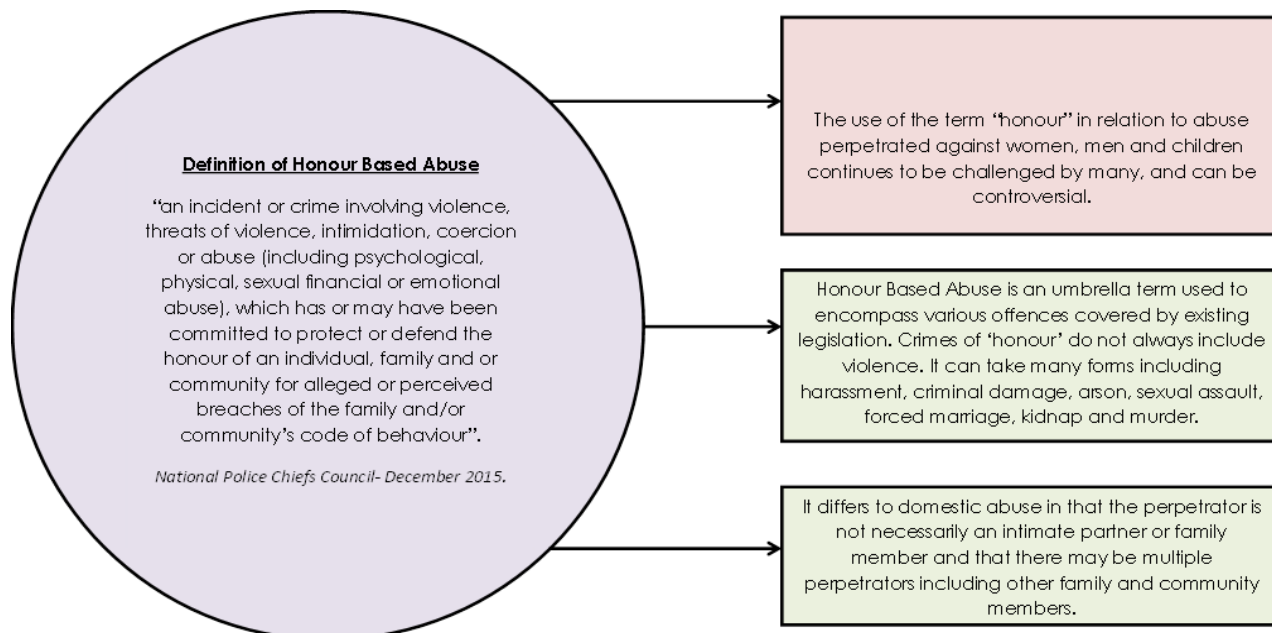 Definition of Honour Based Abuse
“an incident or crime involving violence,
threats of violence, intimidation, coercion
or abuse (including psychological,
physical, sexual financial or emotional
abuse), which has or may have been
committed to protect or defend the
honour of an individual, family and or
community for alleged or perceived
breaches of the family and/or
community’s code of behaviour”.
National Police Chiefs Council- December 2015.
The use of the term “honour” in relation to abuse
perpetrated against women, men and children
continues to be challenged by many, and can be
controversial.
Honour Based Abuse is an umbrella term used to
encompass various offences covered by existing
legislation. Crimes of ‘honour’ do not always include
violence. It can take many forms including
harassment, criminal damage, arson, sexual assault,
forced marriage, kidnap and murder.
It differs to domestic abuse in that the perpetrator is
not necessarily an intimate partner or family
member and that there may be multiple
perpetrators including other family and community
members.